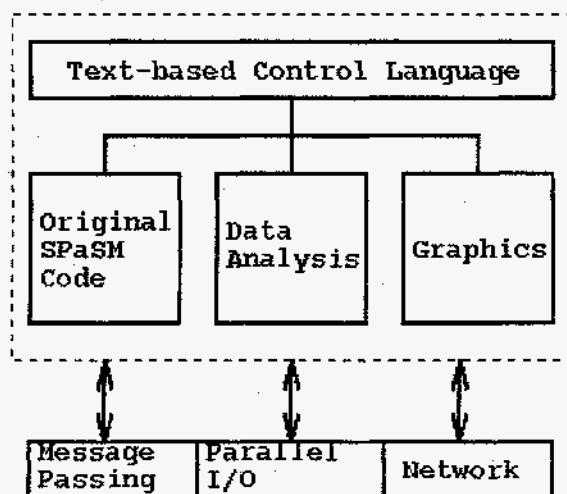 Text-based Control Language
Original
SPaSM
Code
Data
Analysis
Graphics
Message
Passing
Parallel
I/O
Network